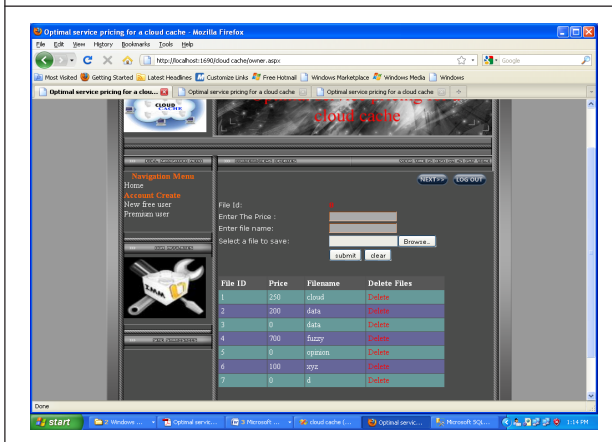 Optimal service pricing for a cloud cache - Mozilla Firefox
File Edit View History Bookmarks Tools Help
http://localhost:1690/cloud cache/owner.aspx
Google
Most Visited Getting Started Latest Headlines Customize Links Free Hotmail Windows Marketplace Windows Media Windows
Optimal service pricing for a clou... Optimal service pricing for a cloud cache Optimal service pricing for a cloud cache
CLOUD
CACHE
cloud cache
NEXT>> LOG OUT
Navigation Menu
Home
Account Create
New free user
Premium user
File Id:
Enter The Price :
Enter file name:
Select a file to save: Browse..
submit clear
File ID Price Filename Delete Files
1 250 cloud Delete
2 200 data Delete
3 0 data Delete
4 700 fuzzy Delete
5 0 opinion Delete
6 100 xyz Delete
7 0 d Delete
Done
start 2 Windows ... Optimal servic... 3 Microsoft ... cloud cache (... Optimal servic... Microsoft SQL... 1:14 PM